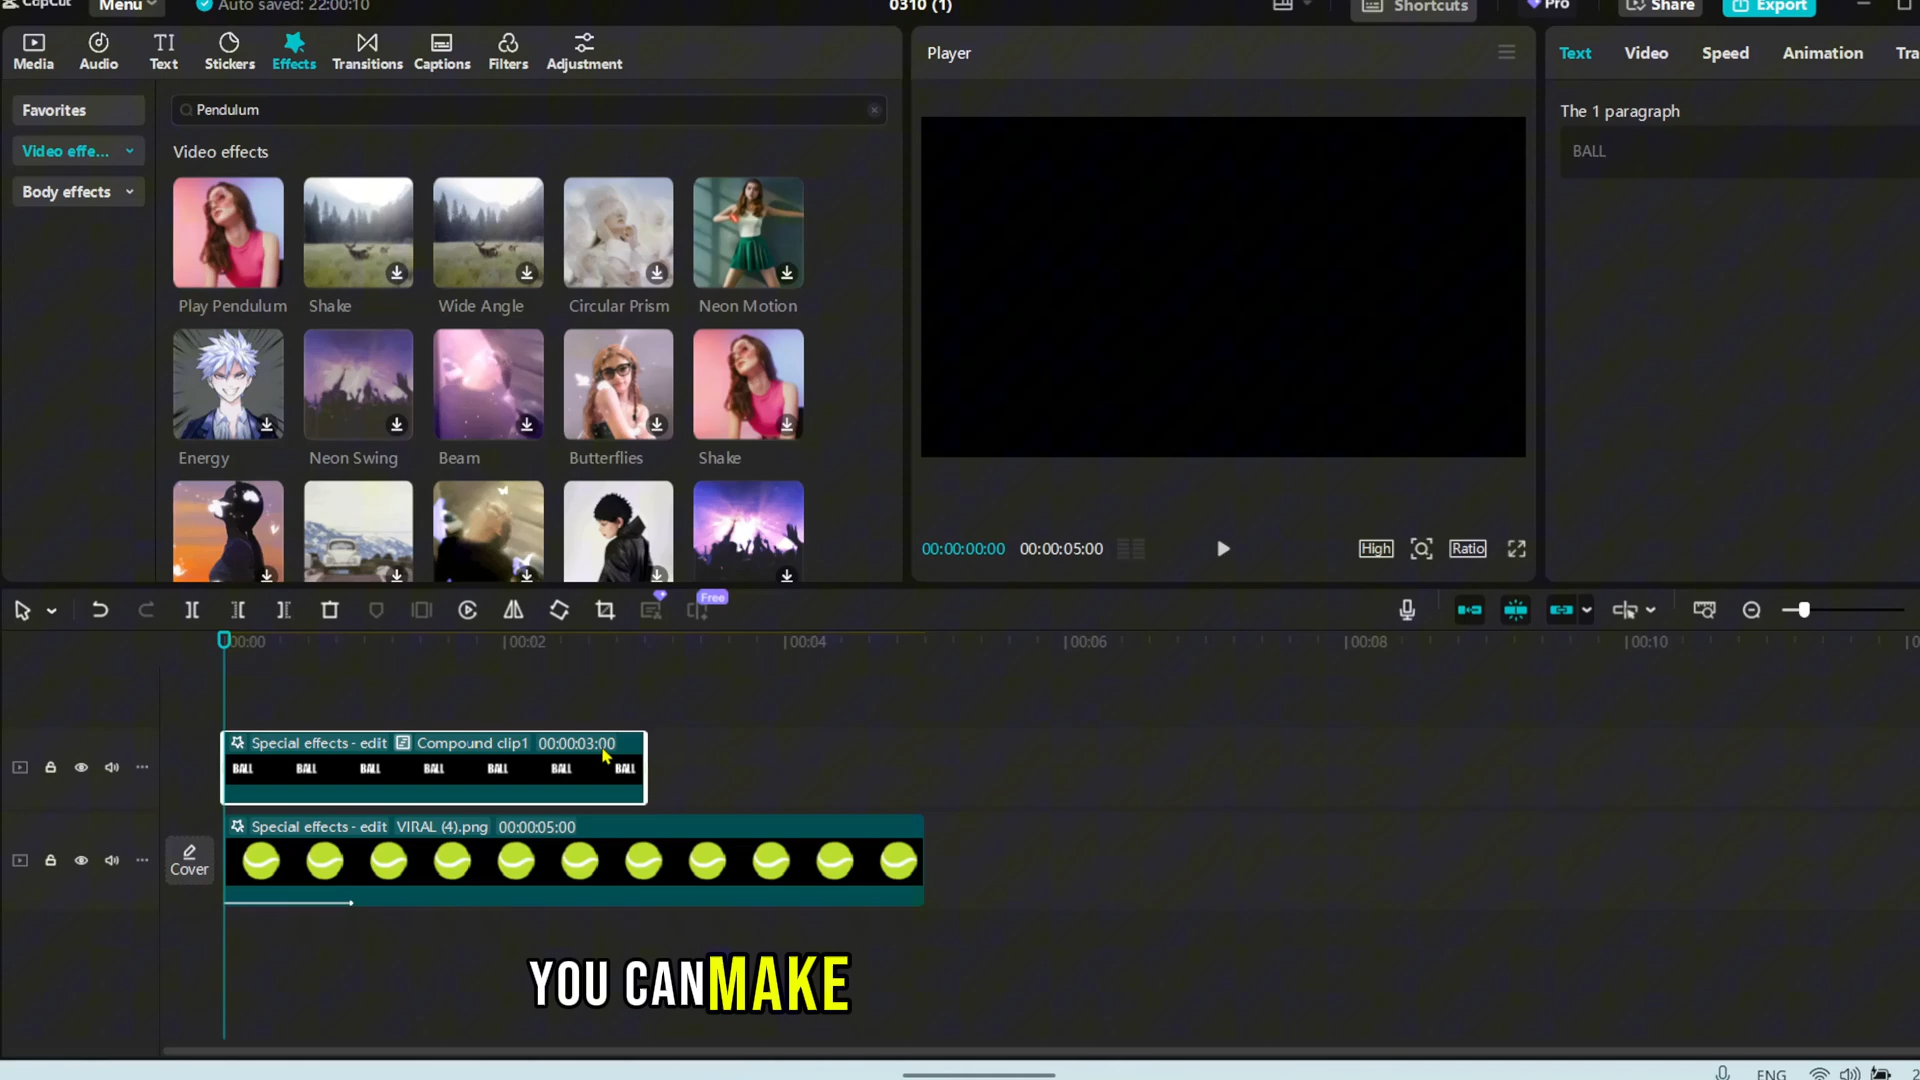 CapCut
Menu
Auto saved: 22:00:10
0310 (1)
Shortcuts
Pro
Share
Export
Media
Audio
TI
Text
Stickers
Effects
Transitions
Captions
Filters
Adjustment
Player
Text
Video
Speed
Animation
Tra
Favorites
Video effe...
Body effects
Pendulum
Video effects
The 1 paragraph
BALL
Play Pendulum
Shake
Wide Angle
Circular Prism
Neon Motion
Energy
Neon Swing
Beam
Butterflies
Shake
00:00:00:00
00:00:05:00
High
Ratio
Free
00:00
00:02
00:04
00:06
00:08
00:10
Special effects - edit Compound clip1 00:00:03:00
BALL BALL BALL BALL BALL BALL BALL
Cover
Special effects - edit VIRAL (4).png 00:00:05:00
YOU CAN MAKE
ENG